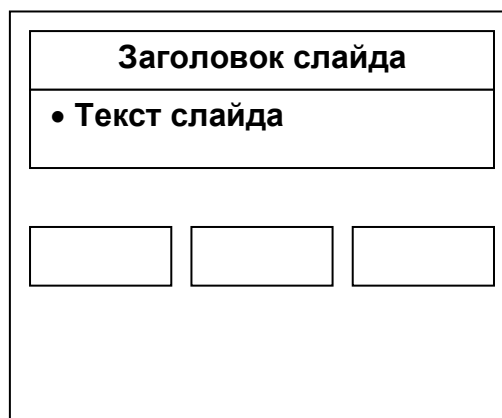 Заголовок слайда
• Текст слайда